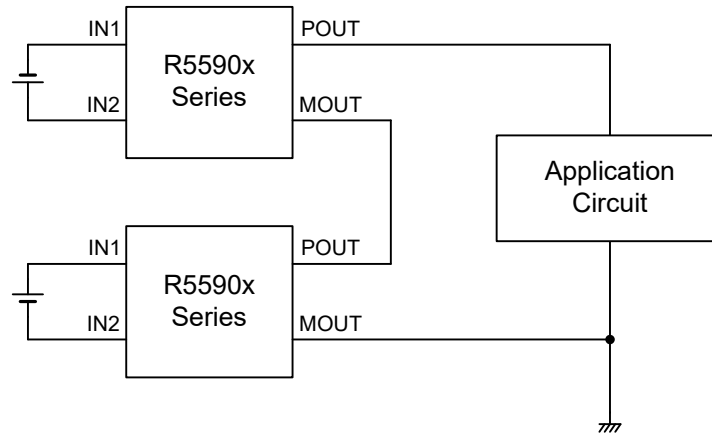 IN1
POUT
R5590x
Series
IN2
MOUT
Application
Circuit
IN1
POUT
R5590x
Series
IN2
MOUT